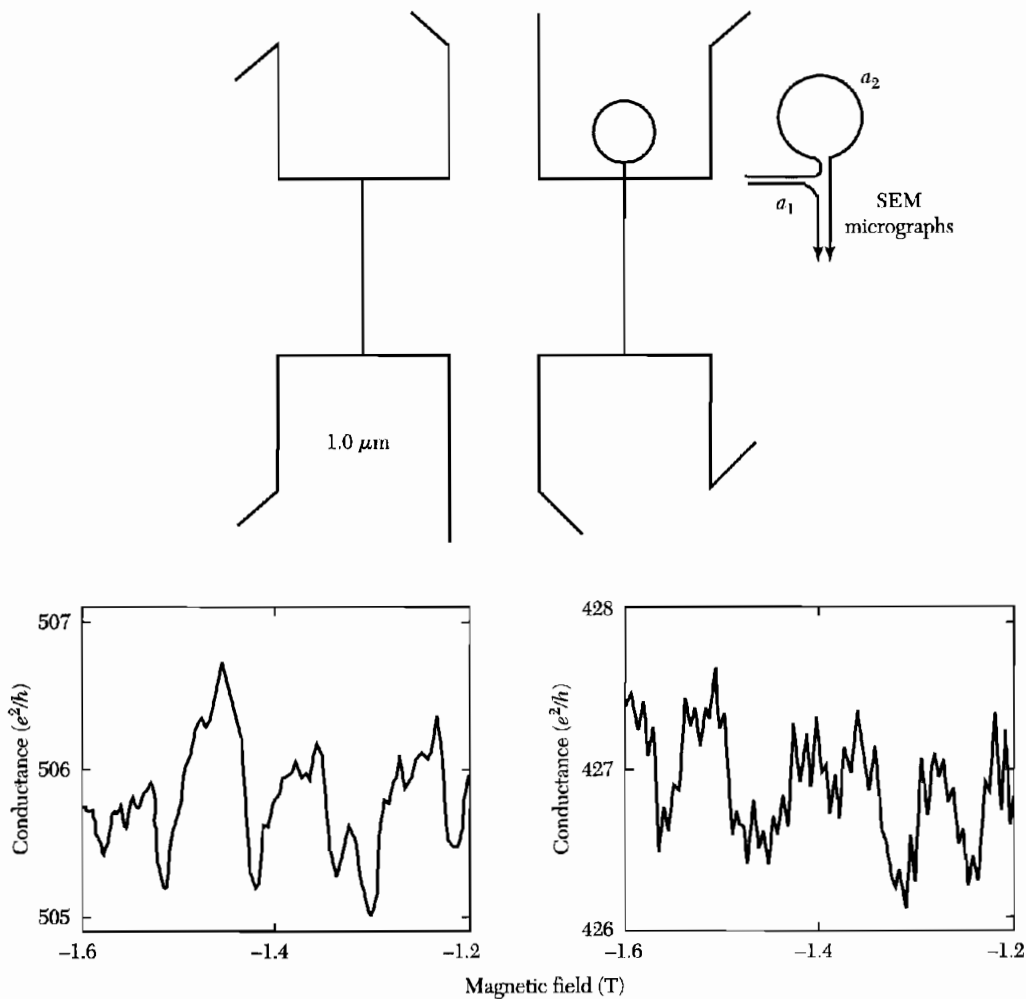 a₂
a₁
SEM
micrographs
1.0 μm
507
506
505
Conductance (e²/h)
−1.6
−1.4
−1.2
428
427
426
Conductance (e²/h)
−1.6
−1.4
−1.2
Magnetic field (T)